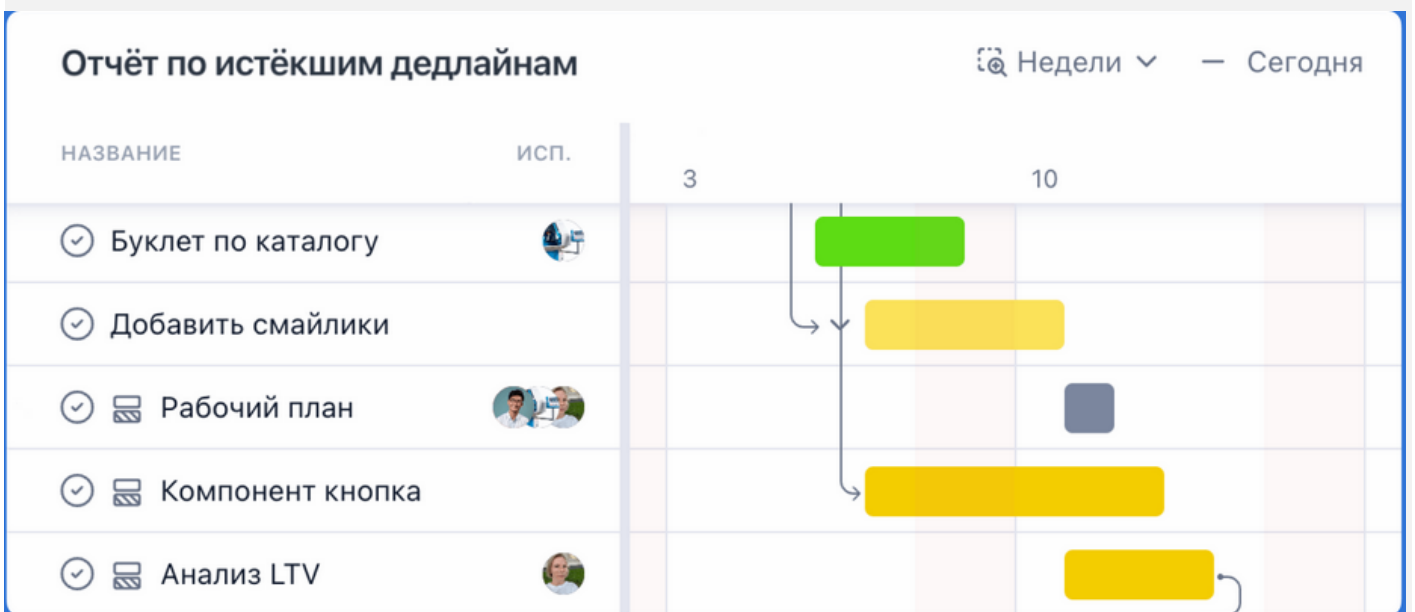 Отчёт по истёкшим дедлайнам
Недели
— Сегодня
НАЗВАНИЕ
ИСП.
3
10
Буклет по каталогу
Добавить смайлики
Рабочий план
Компонент кнопка
Анализ LTV